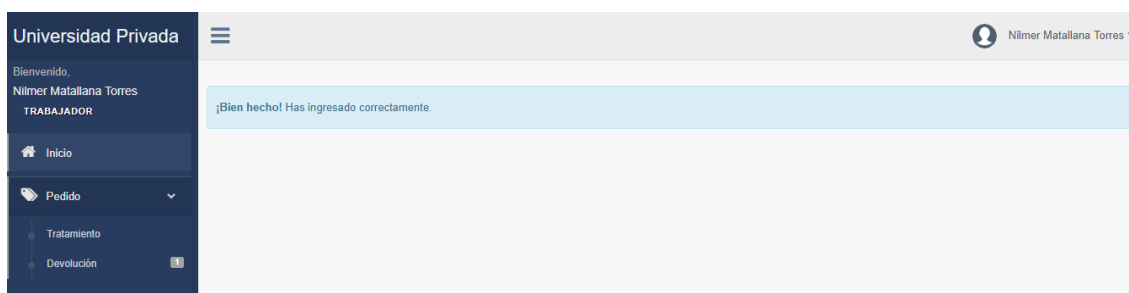 Universidad Privada
Nilmer Matallana Torres
Bienvenido,
Nilmer Matallana Torres
TRABAJADOR
¡Bien hecho! Has ingresado correctamente.
Inicio
Pedido
Tratamiento
Devolución 1